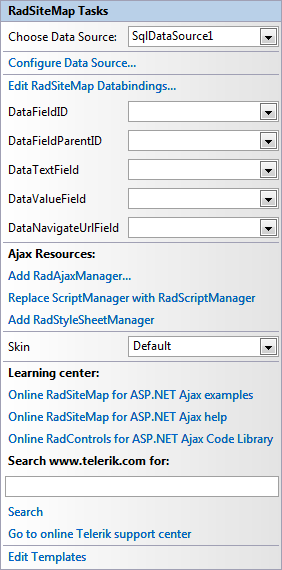 RadSiteMap Tasks
Choose Data Source: SqlDataSource1
Configure Data Source...
Edit RadSiteMap Databindings...
DataFieldID
DataFieldParentID
DataTextField
DataValueField
DataNavigateUrlField
Ajax Resources:
Add RadAjaxManager...
Replace ScriptManager with RadScriptManager
Add RadStyleSheetManager
Skin Default
Learning center:
Online RadSiteMap for ASP.NET Ajax examples
Online RadSiteMap for ASP.NET Ajax help
Online RadControls for ASP.NET Ajax Code Library
Search www.telerik.com for:
Search
Go to online Telerik support center
Edit Templates